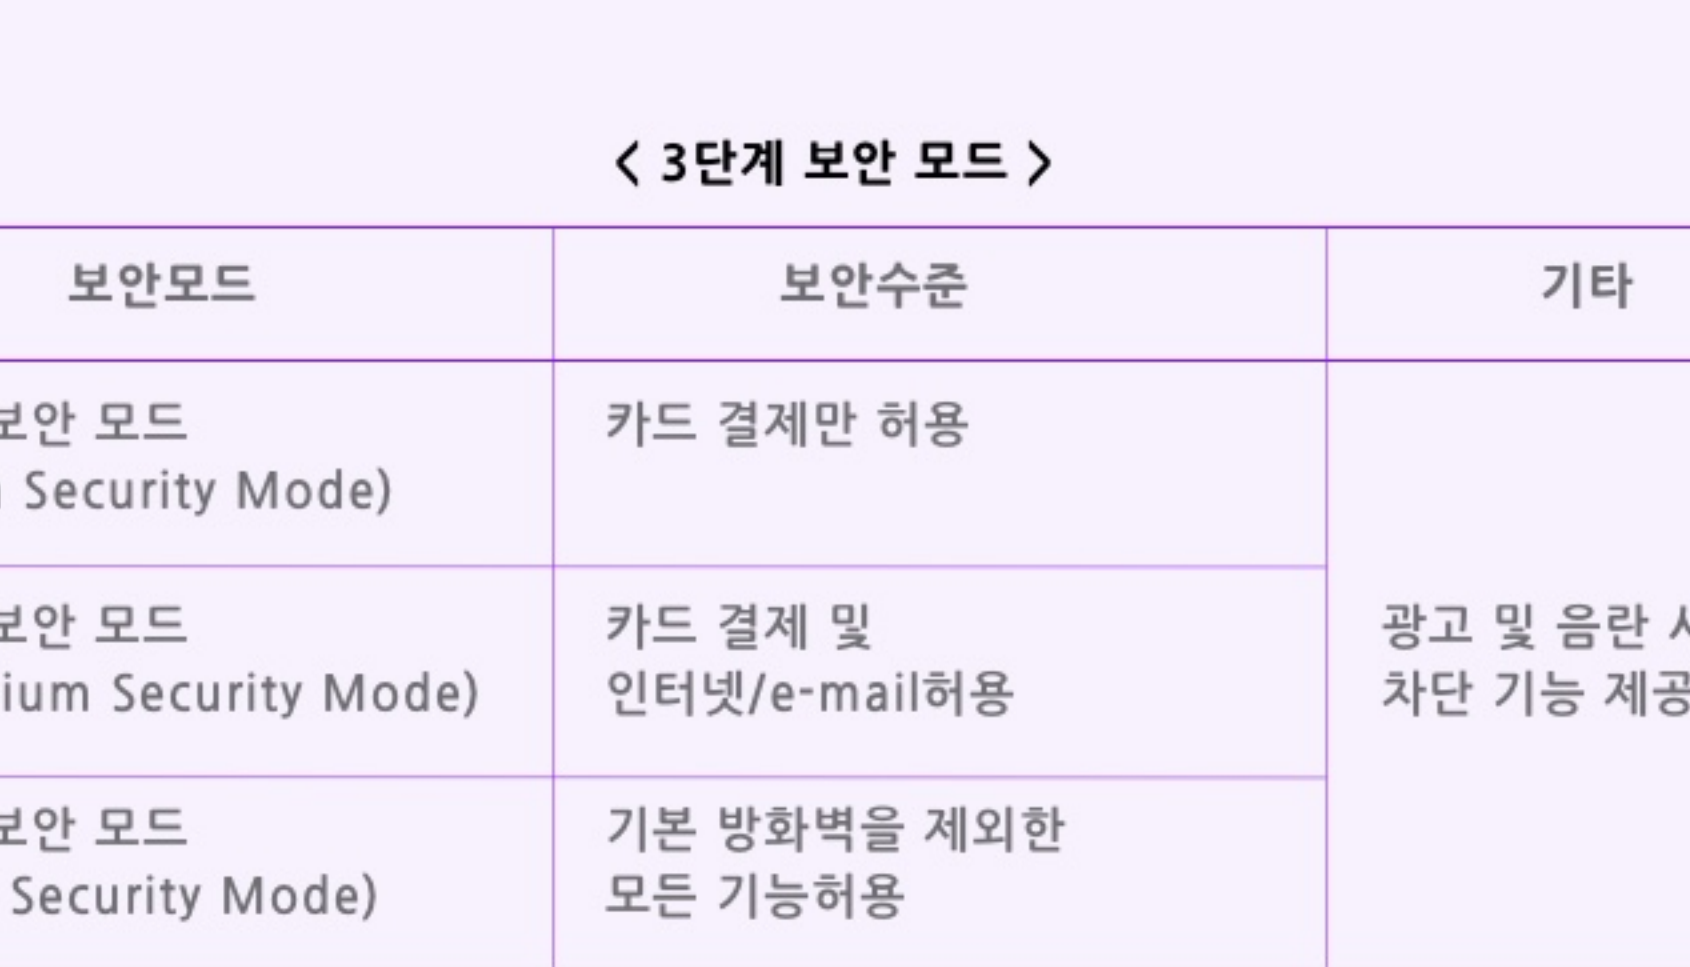 < 3단계 보안 모드 >
보안모드
보안수준
기타
보안 모드
Security Mode)
카드 결제만 허용
보안 모드
ium Security Mode)
카드 결제 및
인터넷/e-mail허용
광고 및 음란
차단 기능 제공
보안 모드
Security Mode)
기본 방화벽을 제외한
모든 기능허용